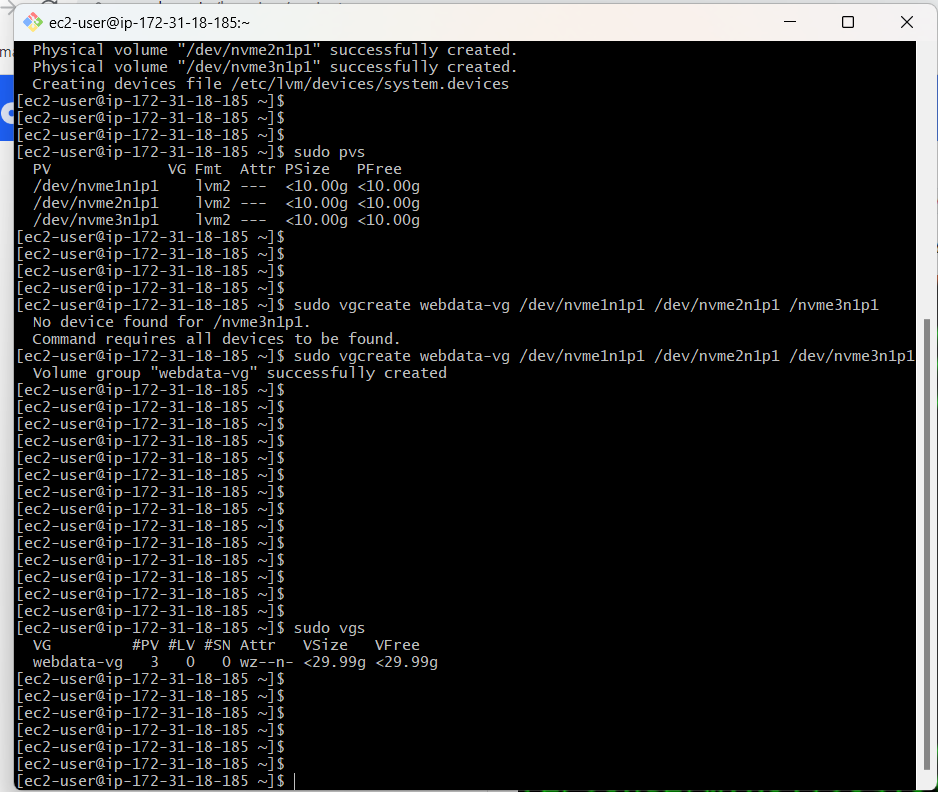 ec2-user@ip-172-31-18-185:~
Physical volume "/dev/nvme2n1p1" successfully created.
Physical volume "/dev/nvme3n1p1" successfully created.
Creating devices file /etc/lvm/devices/system.devices
[ec2-user@ip-172-31-18-185 ~]$
[ec2-user@ip-172-31-18-185 ~]$
[ec2-user@ip-172-31-18-185 ~]$
[ec2-user@ip-172-31-18-185 ~]$ sudo pvs
PV VG Fmt Attr PSize PFree
/dev/nvme1n1p1 lvm2 --- <10.00g <10.00g
/dev/nvme2n1p1 lvm2 --- <10.00g <10.00g
/dev/nvme3n1p1 lvm2 --- <10.00g <10.00g
[ec2-user@ip-172-31-18-185 ~]$
[ec2-user@ip-172-31-18-185 ~]$
[ec2-user@ip-172-31-18-185 ~]$
[ec2-user@ip-172-31-18-185 ~]$
[ec2-user@ip-172-31-18-185 ~]$ sudo vgcreate webdata-vg /dev/nvme1n1p1 /dev/nvme2n1p1 /nvme3n1p1
No device found for /nvme3n1p1.
Command requires all devices to be found.
[ec2-user@ip-172-31-18-185 ~]$ sudo vgcreate webdata-vg /dev/nvme1n1p1 /dev/nvme2n1p1 /dev/nvme3n1p1
Volume group "webdata-vg" successfully created
[ec2-user@ip-172-31-18-185 ~]$
[ec2-user@ip-172-31-18-185 ~]$
[ec2-user@ip-172-31-18-185 ~]$
[ec2-user@ip-172-31-18-185 ~]$
[ec2-user@ip-172-31-18-185 ~]$
[ec2-user@ip-172-31-18-185 ~]$
[ec2-user@ip-172-31-18-185 ~]$
[ec2-user@ip-172-31-18-185 ~]$
[ec2-user@ip-172-31-18-185 ~]$
[ec2-user@ip-172-31-18-185 ~]$
[ec2-user@ip-172-31-18-185 ~]$
[ec2-user@ip-172-31-18-185 ~]$
[ec2-user@ip-172-31-18-185 ~]$
[ec2-user@ip-172-31-18-185 ~]$
[ec2-user@ip-172-31-18-185 ~]$ sudo vgs
VG #PV #LV #SN Attr VSize VFree
webdata-vg 3 0 0 wz--n- <29.99g <29.99g
[ec2-user@ip-172-31-18-185 ~]$
[ec2-user@ip-172-31-18-185 ~]$
[ec2-user@ip-172-31-18-185 ~]$
[ec2-user@ip-172-31-18-185 ~]$
[ec2-user@ip-172-31-18-185 ~]$
[ec2-user@ip-172-31-18-185 ~]$
[ec2-user@ip-172-31-18-185 ~]$